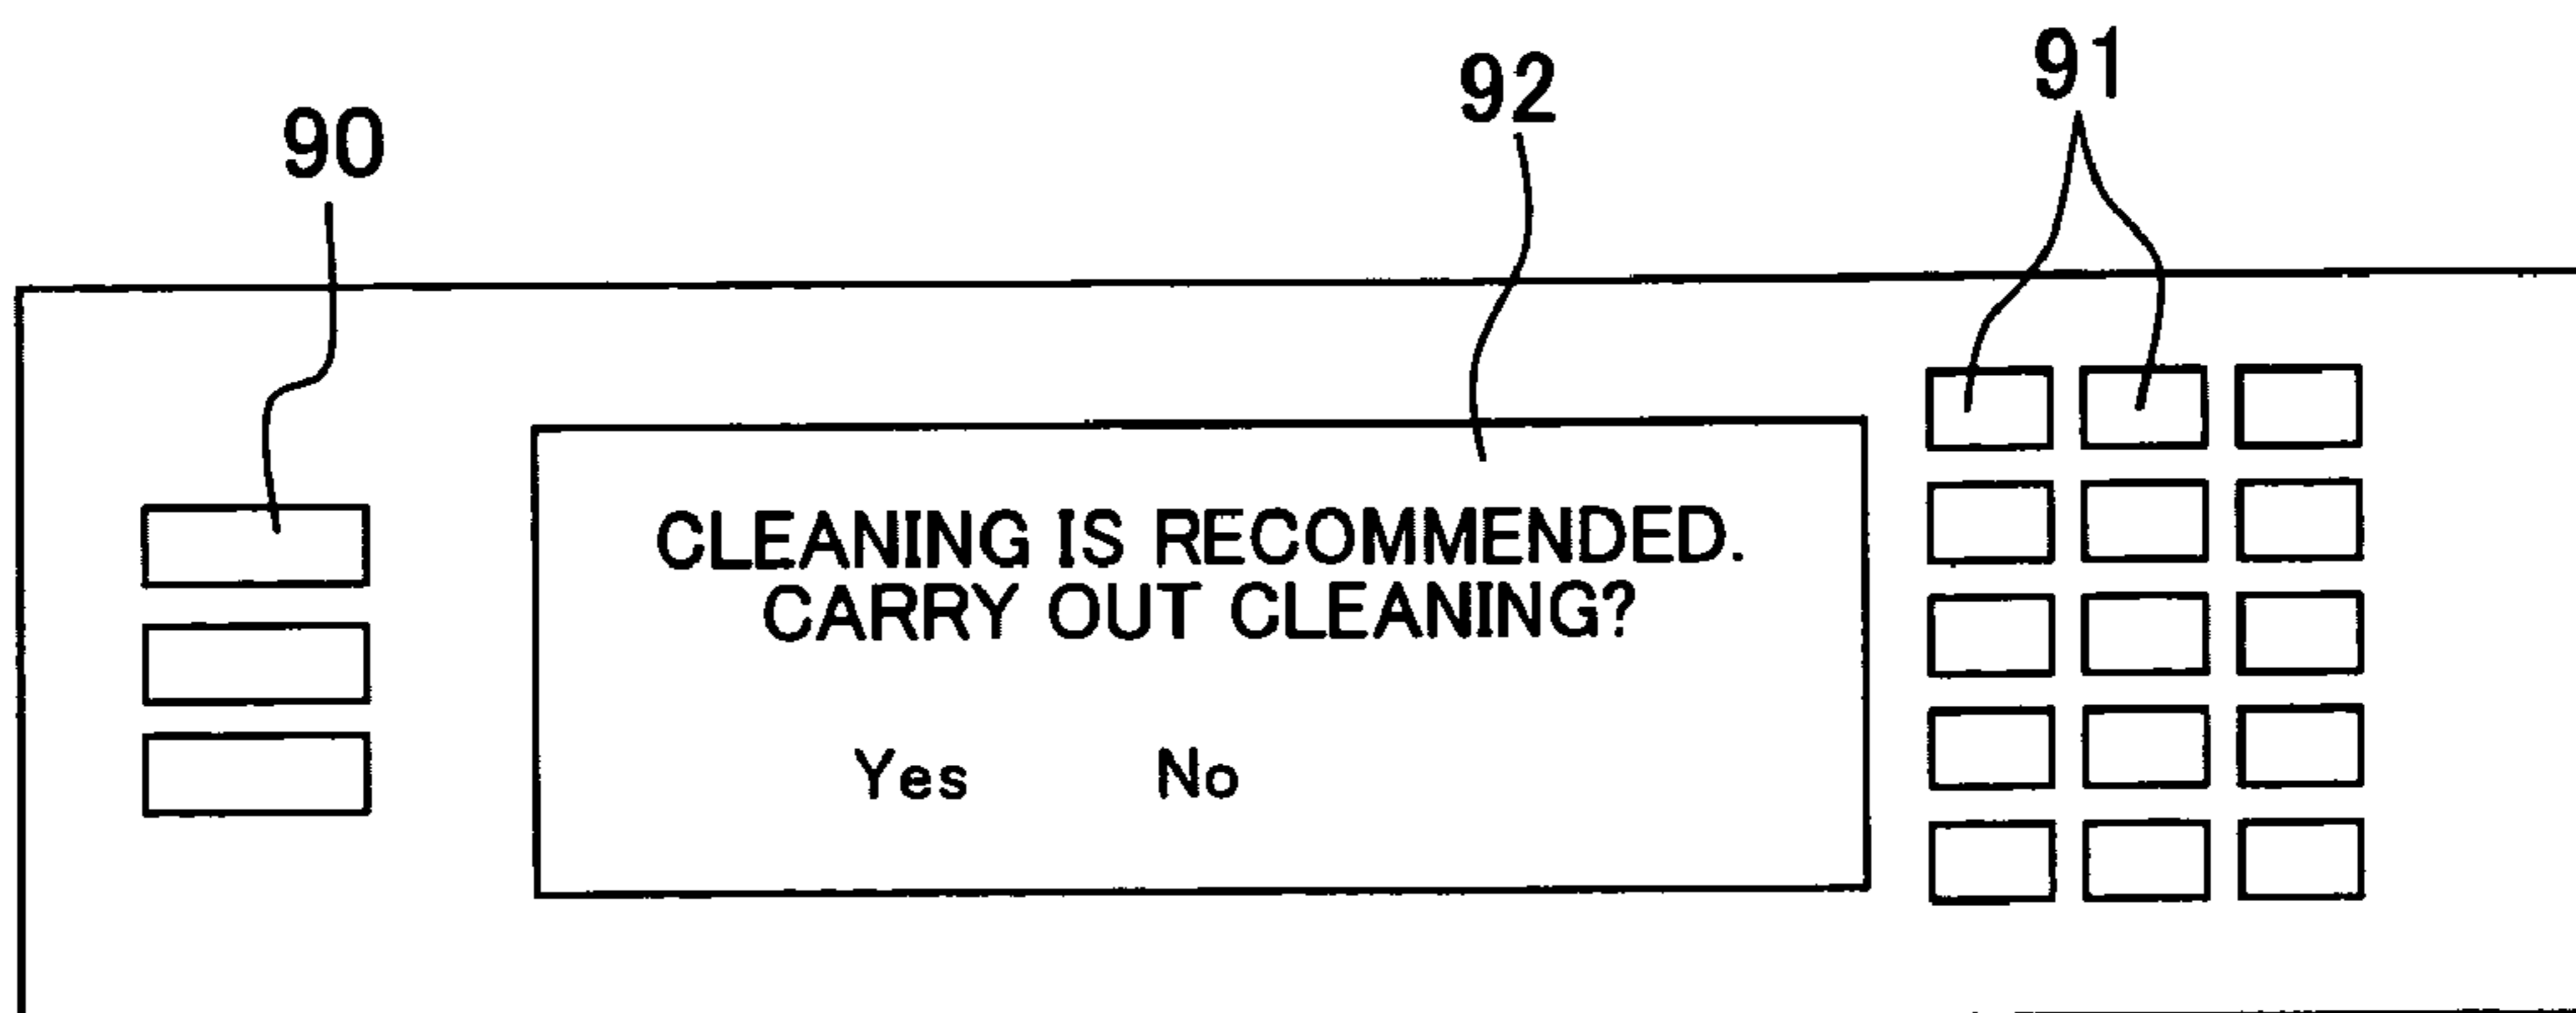 90
92
91
CLEANING IS RECOMMENDED.
CARRY OUT CLEANING?
Yes No